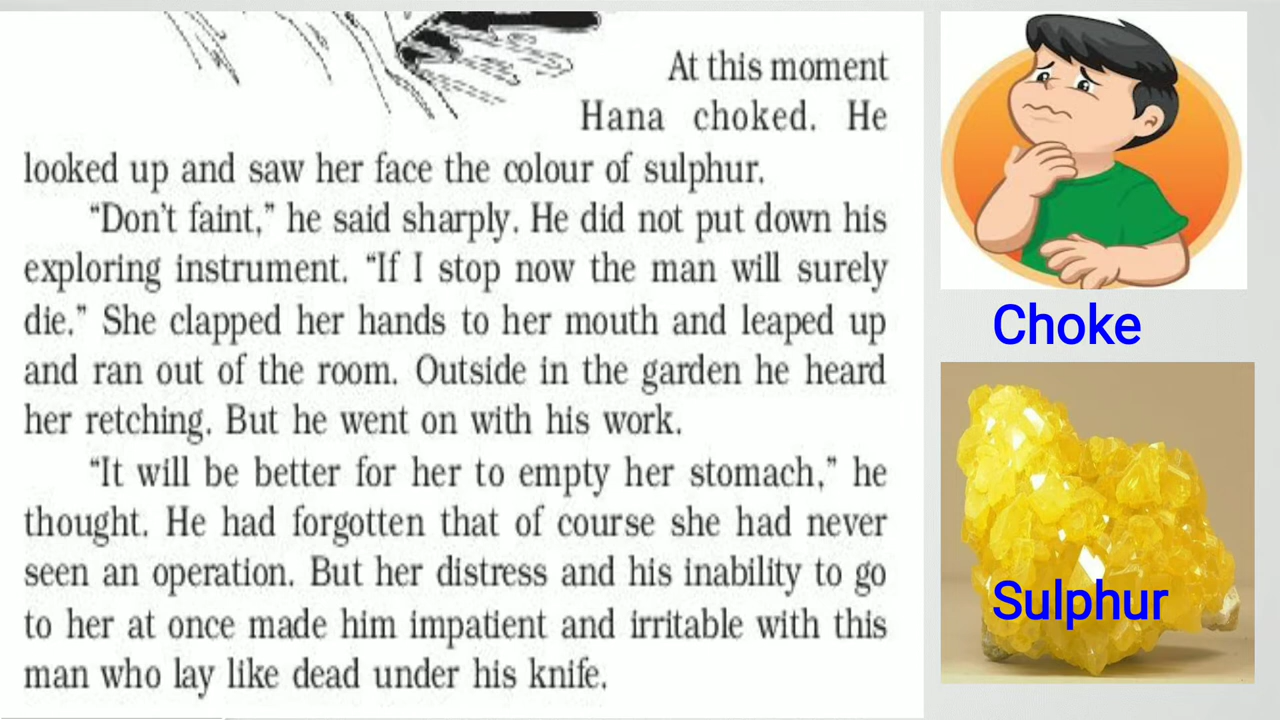 At this moment
Hana choked. He
looked up and saw her face the colour of sulphur.
“Don’t faint,” he said sharply. He did not put down his
exploring instrument. “If I stop now the man will surely
die.” She clapped her hands to her mouth and leaped up
and ran out of the room. Outside in the garden he heard
her retching. But he went on with his work.
“It will be better for her to empty her stomach,” he
thought. He had forgotten that of course she had never
seen an operation. But her distress and his inability to go
to her at once made him impatient and irritable with this
man who lay like dead under his knife.
Choke
Sulphur